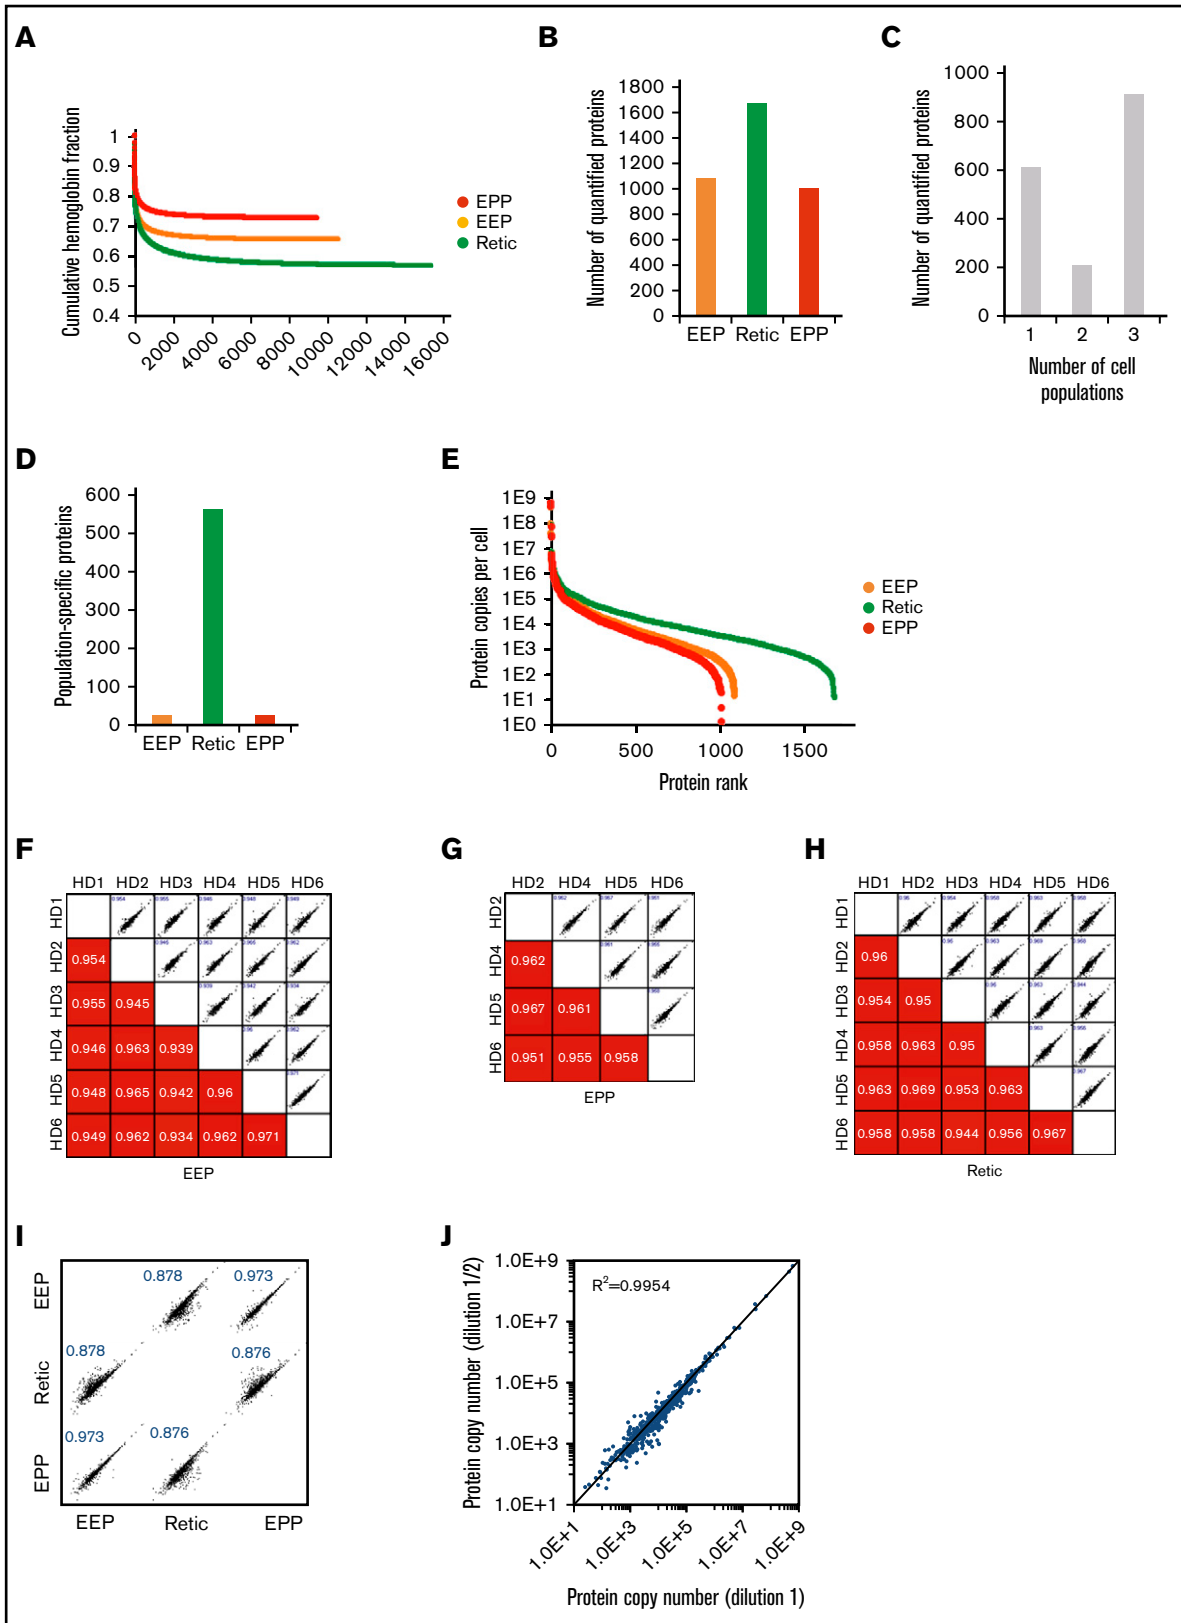 A
Cumulative hemoglobin fraction
1
0.9
0.8
0.7
0.6
0.5
0.4
0
2000
4000
6000
8000
10000
12000
14000
16000
EPP
EEP
Retic
B
Number of quantified proteins
1800
1600
1400
1200
1000
800
600
400
200
0
EEP Retic EPP
C
Number of quantified proteins
1000
800
600
400
200
0
1 2 3
Number of cell
populations
D
Population-specific proteins
600
500
400
300
200
100
0
EEP Retic EPP
E
Protein copies per cell
1E9
1E8
1E7
1E6
1E5
1E4
1E3
1E2
1E1
1E0
0 500 1000 1500
Protein rank
EEP
Retic
EPP
F
HD1 HD2 HD3 HD4 HD5 HD6
HD1
HD2 0.954
HD3 0.955 0.945
HD4 0.946 0.963 0.939
HD5 0.948 0.965 0.942 0.96
HD6 0.949 0.962 0.934 0.962 0.971
EEP
G
HD2 HD4 HD5 HD6
HD2
HD4 0.962
HD5 0.967 0.961
HD6 0.951 0.955 0.958
EPP
H
HD1 HD2 HD3 HD4 HD5 HD6
HD1
HD2 0.96
HD3 0.954 0.95
HD4 0.958 0.963 0.95
HD5 0.963 0.969 0.953 0.963
HD6 0.958 0.958 0.944 0.956 0.967
Retic
I
EEP 0.878 0.973
Retic 0.878 0.876
EPP 0.973 0.876
EEP Retic EPP
J
Protein copy number (dilution 1/2)
1.0E+9
1.0E+7
1.0E+5
1.0E+3
1.0E+1
R²=0.9954
1.0E+1
1.0E+3
1.0E+5
1.0E+7
1.0E+9
Protein copy number (dilution 1)